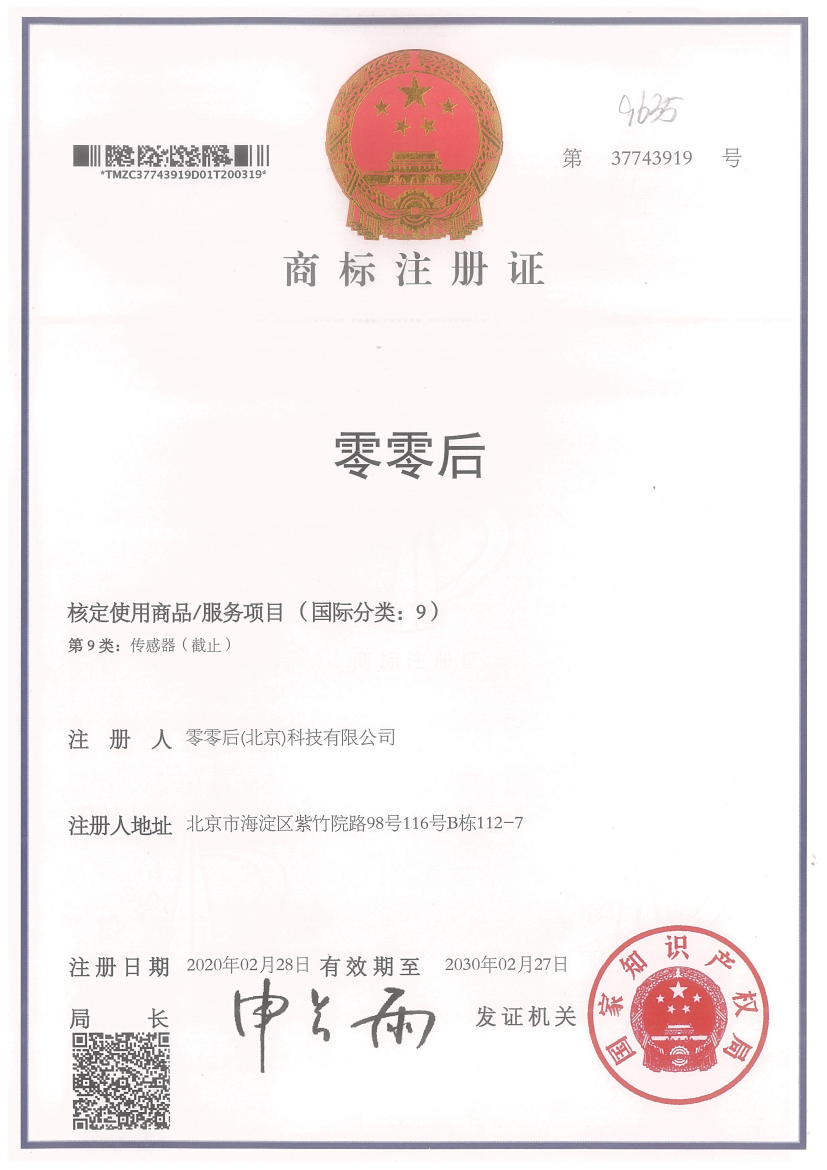 9635
*TMZC37743919D01T200319*
第 37743919 号
商标注册证
零零后
核定使用商品/服务项目（国际分类：9）
第9类：传感器（截止）
商标注册证
注册人 零零后(北京)科技有限公司
注册人地址 北京市海淀区紫竹院路98号116号B栋112-7
注册日期 2020年02月28日 有效期至 2030年02月27日
局长 申长雨 发证机关
国家知识产权局